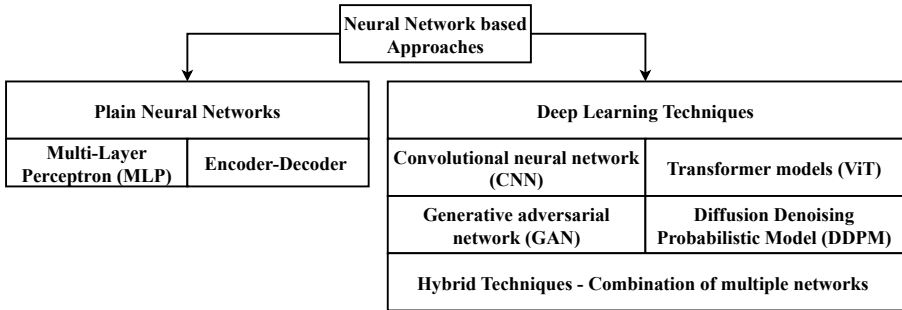 Neural Network based
Approaches
Plain Neural Networks
Multi-Layer
Perceptron (MLP)
Encoder-Decoder
Deep Learning Techniques
Convolutional neural network
(CNN)
Transformer models (ViT)
Generative adversarial
network (GAN)
Diffusion Denoising
Probabilistic Model (DDPM)
Hybrid Techniques - Combination of multiple networks